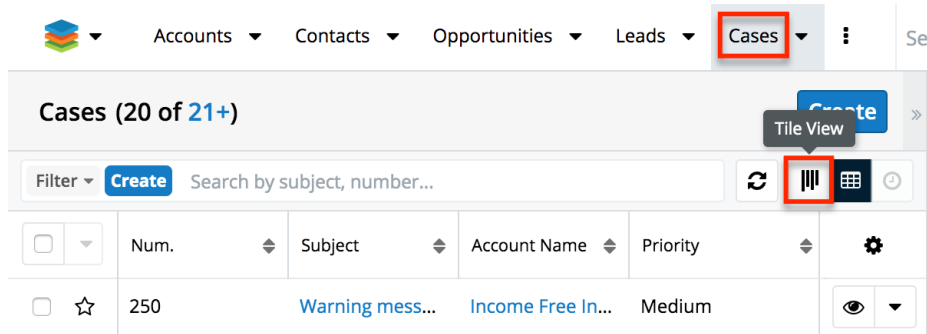 Accounts Contacts Opportunities Leads Cases Se
Cases (20 of 21+) Create
Tile View
Filter Create Search by subject, number...
Num. Subject Account Name Priority
250 Warning mess... Income Free In... Medium